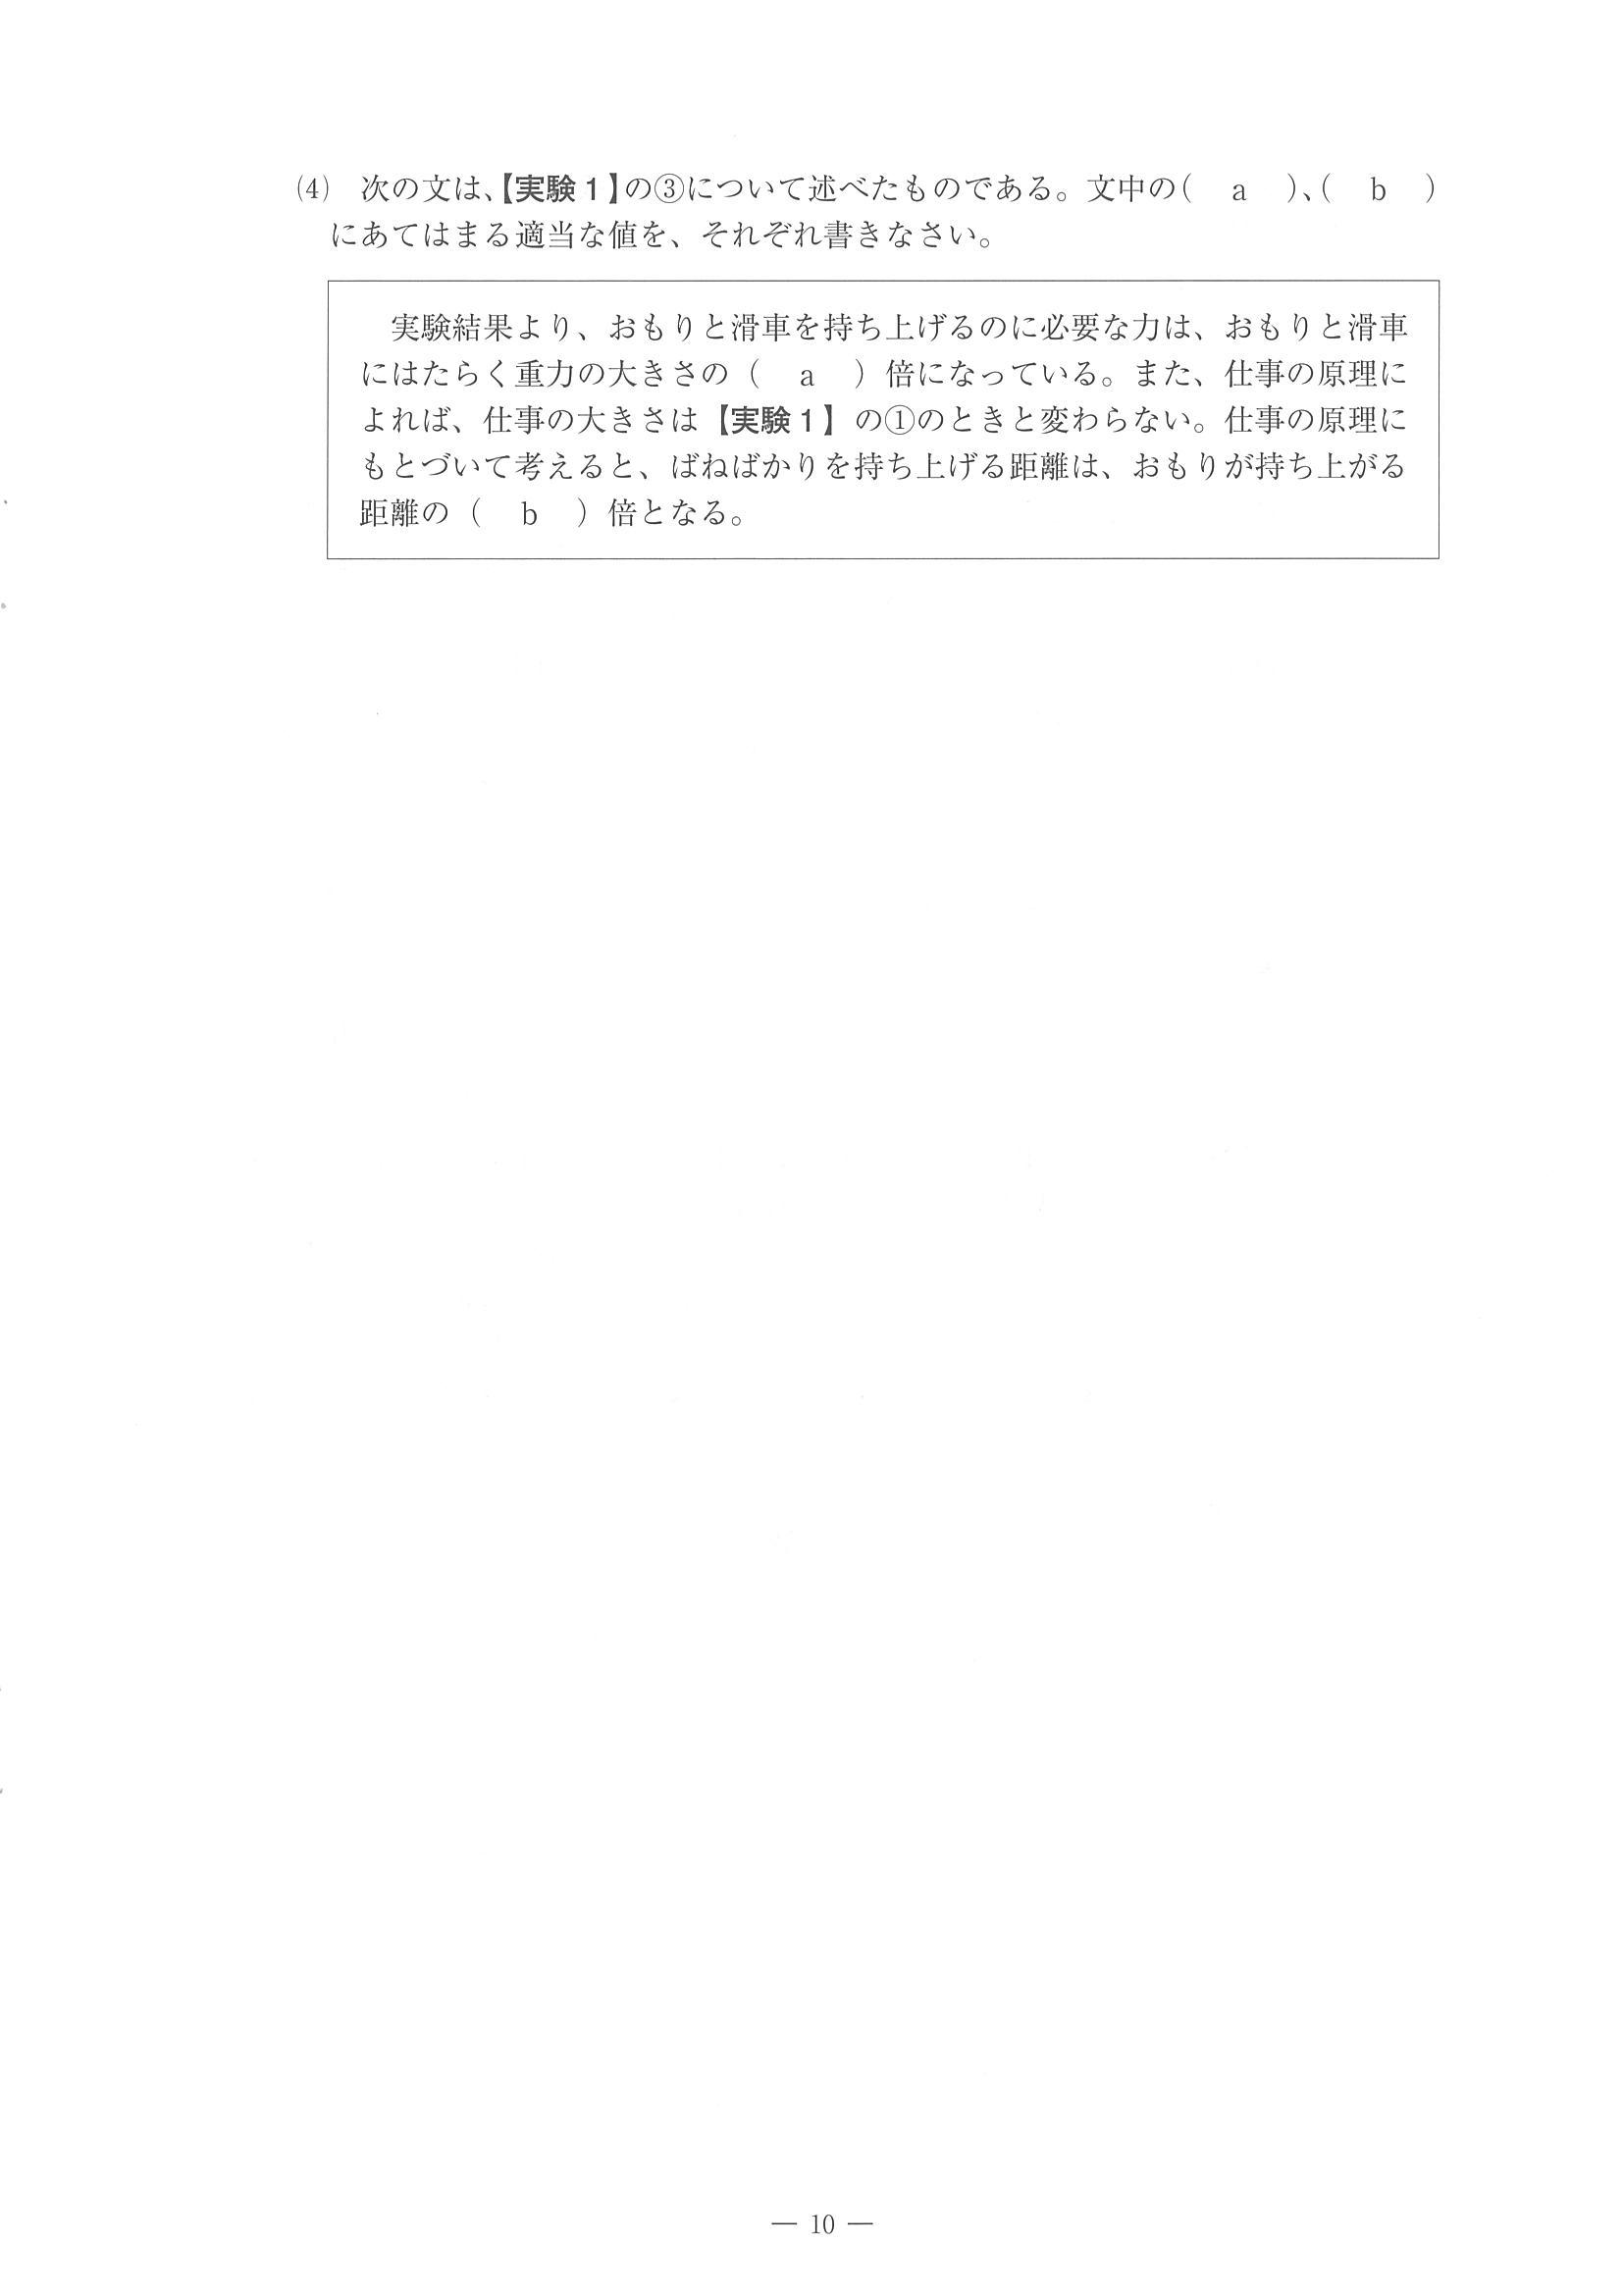 (4)　次の文は、【実験1】の③について述べたものである。文中の(　a　)、(　b　)
にあてはまる適当な値を、それぞれ書きなさい。
実験結果より、おもりと滑車を持ち上げるのに必要な力は、おもりと滑車
にはたらく重力の大きさの（　a　）倍になっている。また、仕事の原理に
よれば、仕事の大きさは【実験1】の①のときと変わらない。仕事の原理に
もとづいて考えると、ばねばかりを持ち上げる距離は、おもりが持ち上がる
距離の（　b　）倍となる。
— 10 —